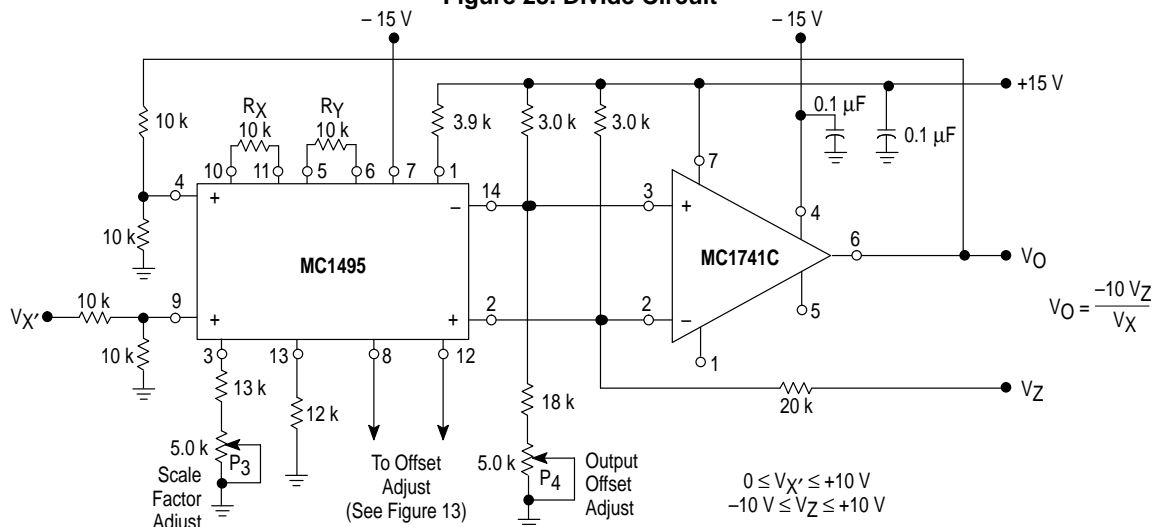 Figure 25. Divide Circuit
– 15 V
– 15 V
+15 V
10 k
RX
10 k
RY
10 k
3.9 k
3.0 k
3.0 k
0.1 µF
0.1 µF
4
10
11
5
6
7
1
14
3
7
4
+
–
+
10 k
MC1495
MC1741C
6
VO
VX'
10 k
9
+
+
2
2
–
5
VO = –10 VZ
VX
10 k
3
13
8
12
1
VZ
13 k
12 k
18 k
20 k
5.0 k
P3
Scale
Factor
Adjust
To Offset
Adjust
(See Figure 13)
5.0 k
P4
Output
Offset
Adjust
0 ≤ VX' ≤ +10 V
–10 V ≤ VZ ≤ +10 V